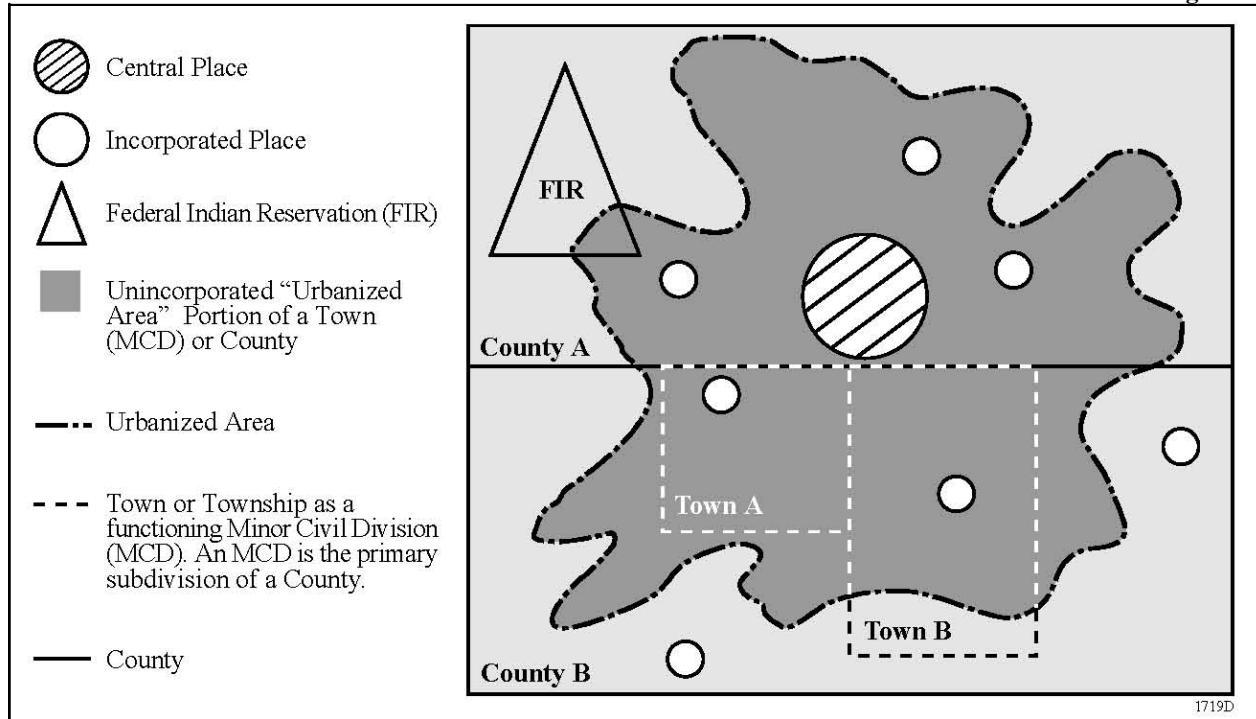 Central Place
Incorporated Place
Federal Indian Reservation (FIR)
Unincorporated “Urbanized
Area” Portion of a Town
(MCD) or County
Urbanized Area
Town or Township as a
functioning Minor Civil Division
(MCD). An MCD is the primary
subdivision of a County.
County
FIR
County A
Town A
Town B
County B
1719D